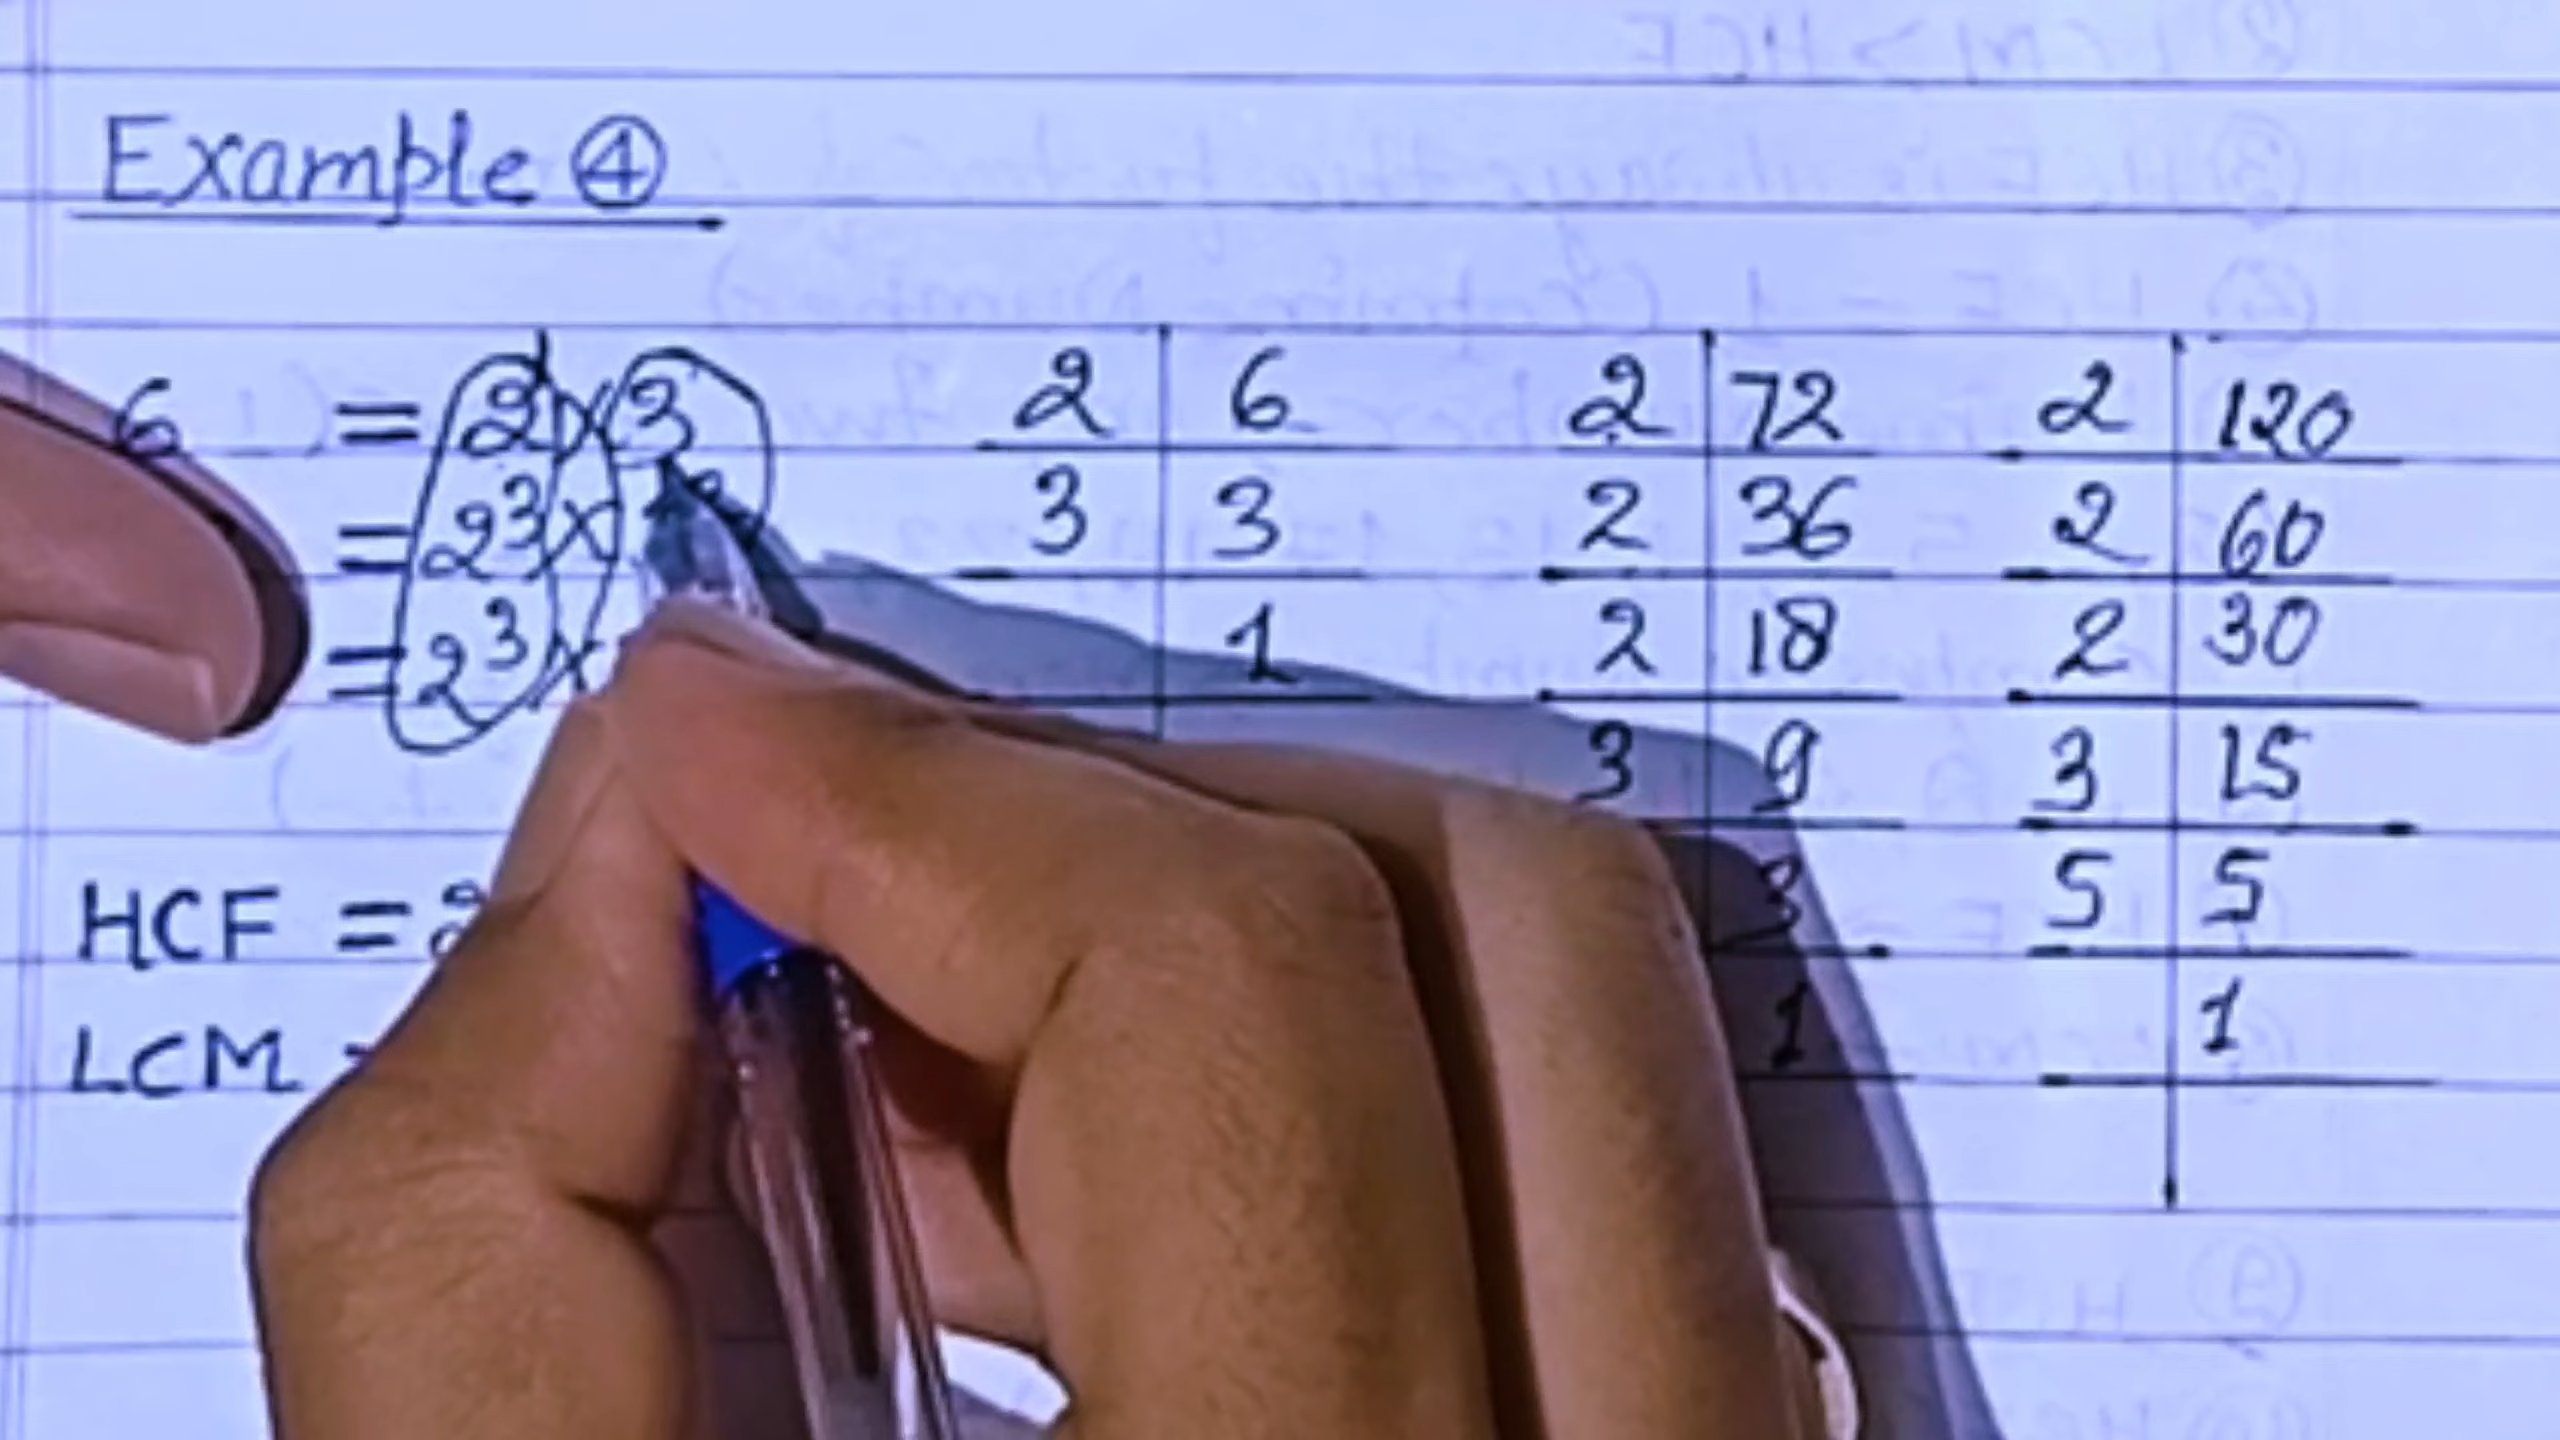 Example ④
6 = 2 × 3 2 6 2 72 2 120
= 2³ × 3 3 2 36 2 60
= 2³ × 1 2 18 2 30
3 9 3 15
HCF = 2 3 5 5
LCM 1 1